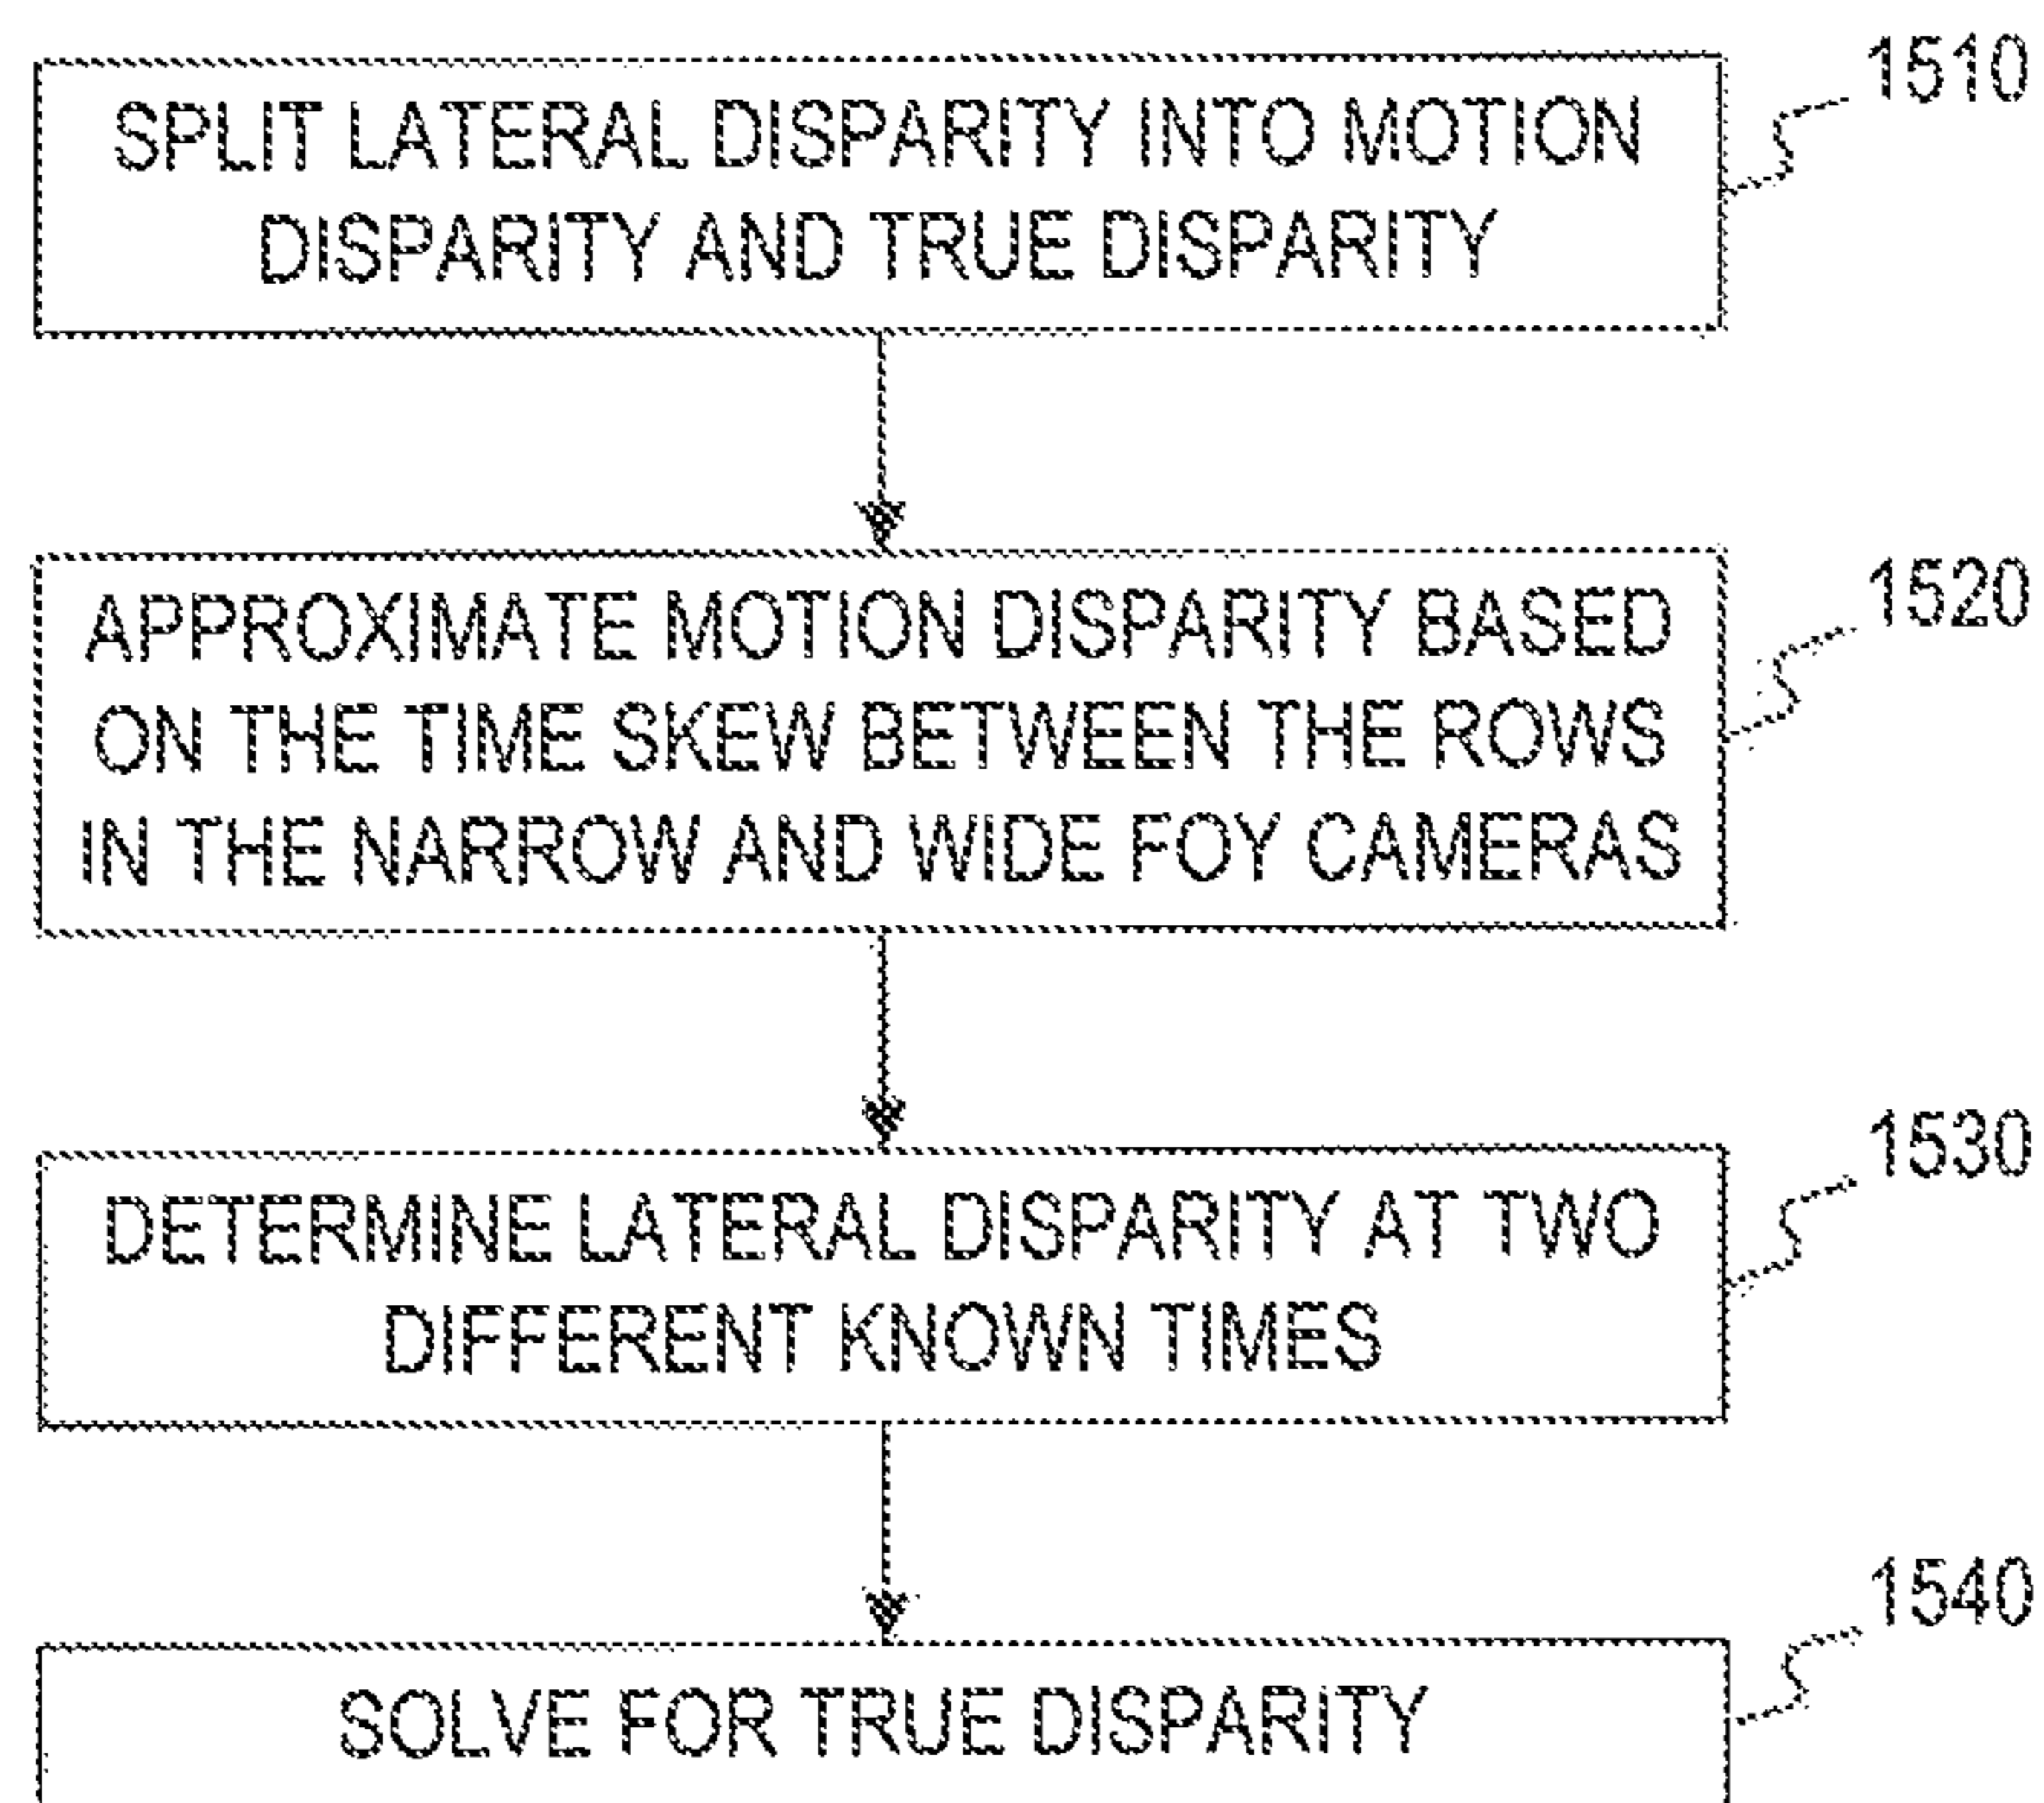 1510
SPLIT LATERAL DISPARITY INTO MOTION
DISPARITY AND TRUE DISPARITY
1520
APPROXIMATE MOTION DISPARITY BASED
ON THE TIME SKEW BETWEEN THE ROWS
IN THE NARROW AND WIDE FOY CAMERAS
1530
DETERMINE LATERAL DISPARITY AT TWO
DIFFERENT KNOWN TIMES
1540
SOLVE FOR TRUE DISPARITY